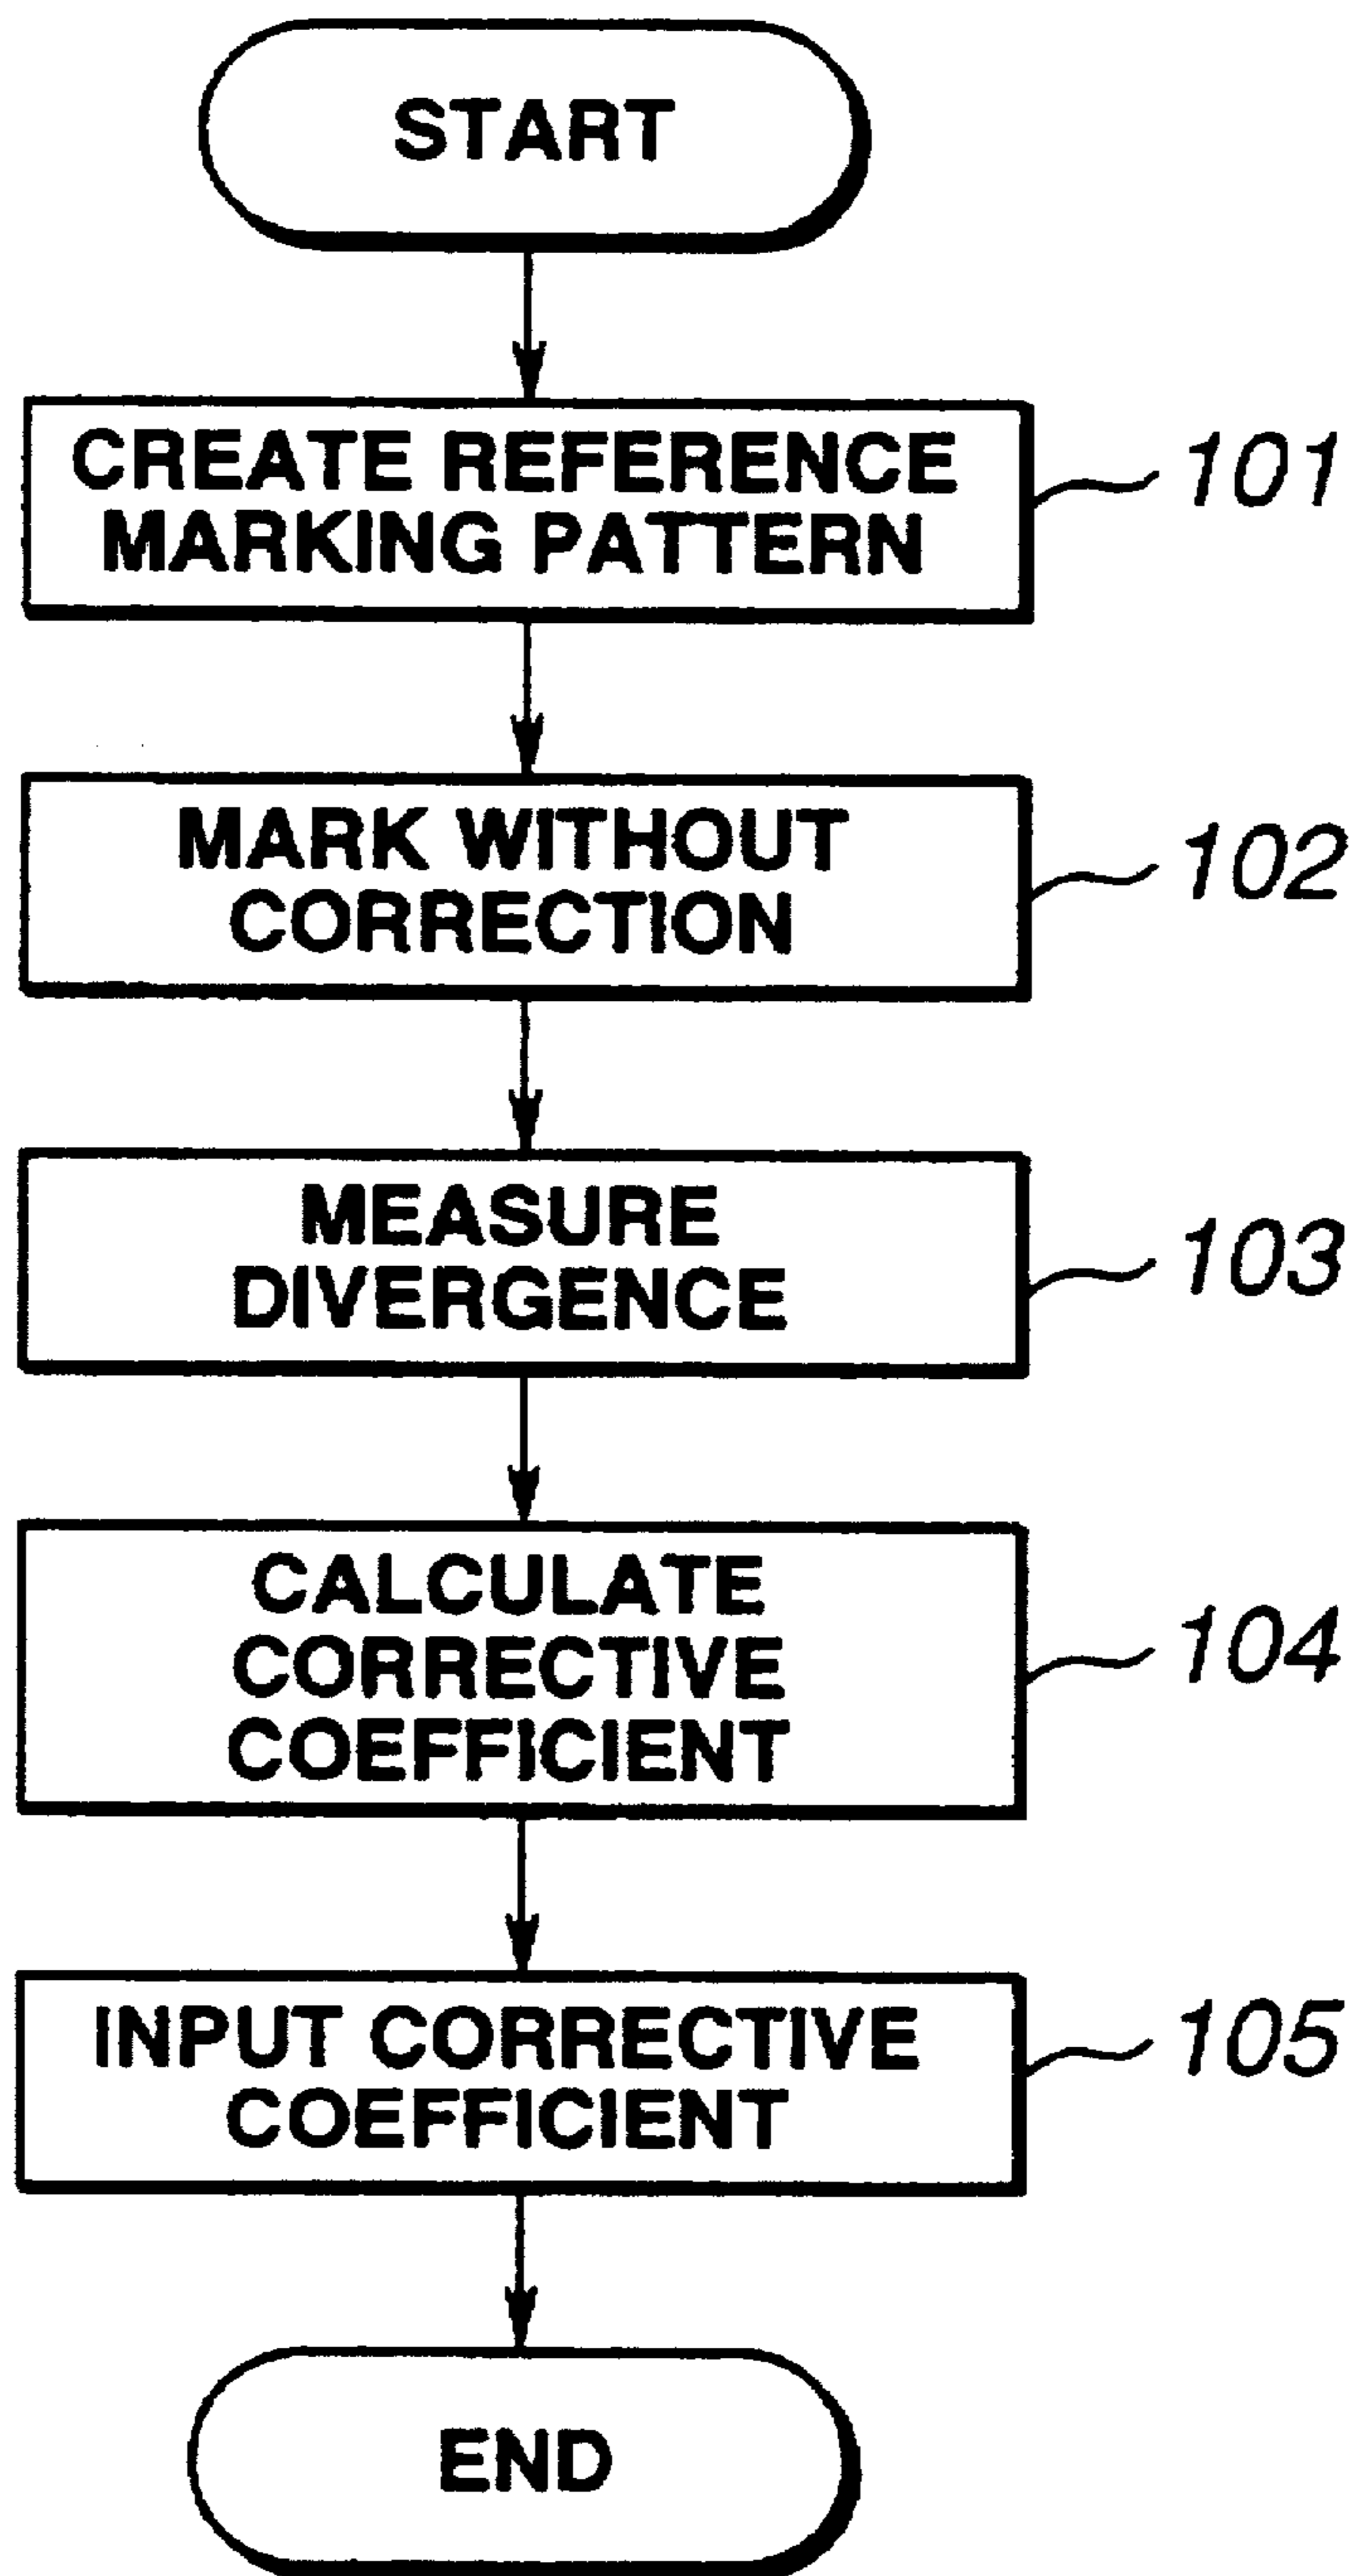 START
CREATE REFERENCE
MARKING PATTERN
101
MARK WITHOUT
CORRECTION
102
MEASURE
DIVERGENCE
103
CALCULATE
CORRECTIVE
COEFFICIENT
104
INPUT CORRECTIVE
COEFFICIENT
105
END